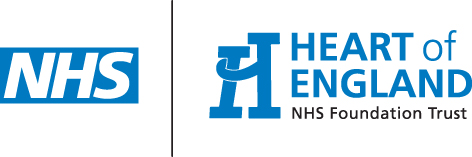 NHS
HEART of
ENGLAND
NHS Foundation Trust